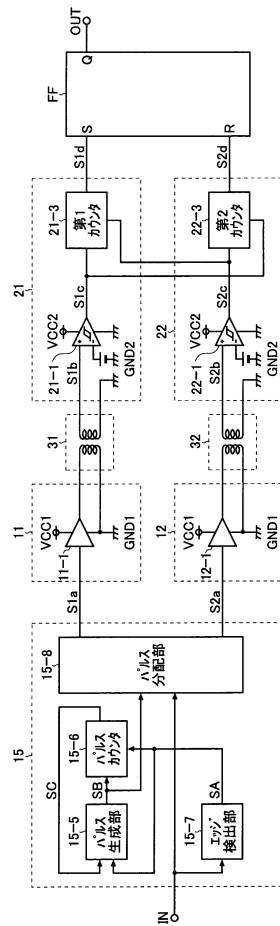 IN
15
SC
15-5
パルス
生成部
SB
15-6
パルス
カウンタ
15-7
エッジ
検出部
SA
15-8
パルス
分配部
S1a
S2a
11
VCC1
11-1
GND1
12
VCC1
12-1
GND1
31
32
21
VCC2
21-1
S1b
S1c
GND2
21-3
第1
カウンタ
22
VCC2
22-1
S2b
S2c
GND2
22-3
第2
カウンタ
S1d
S2d
FF
S
R
Q
OUT